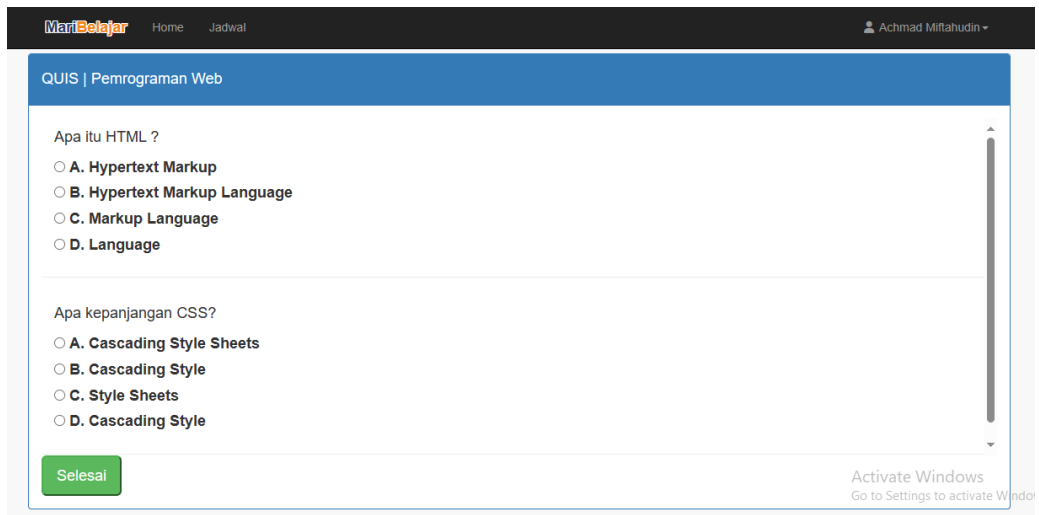 MariBelajar Home Jadwal Achmad Miftahudin
QUIS | Pemrograman Web
Apa itu HTML ?
A. Hypertext Markup
B. Hypertext Markup Language
C. Markup Language
D. Language
Apa kepanjangan CSS?
A. Cascading Style Sheets
B. Cascading Style
C. Style Sheets
D. Cascading Style
Selesai
Activate Windows
Go to Settings to activate Windo